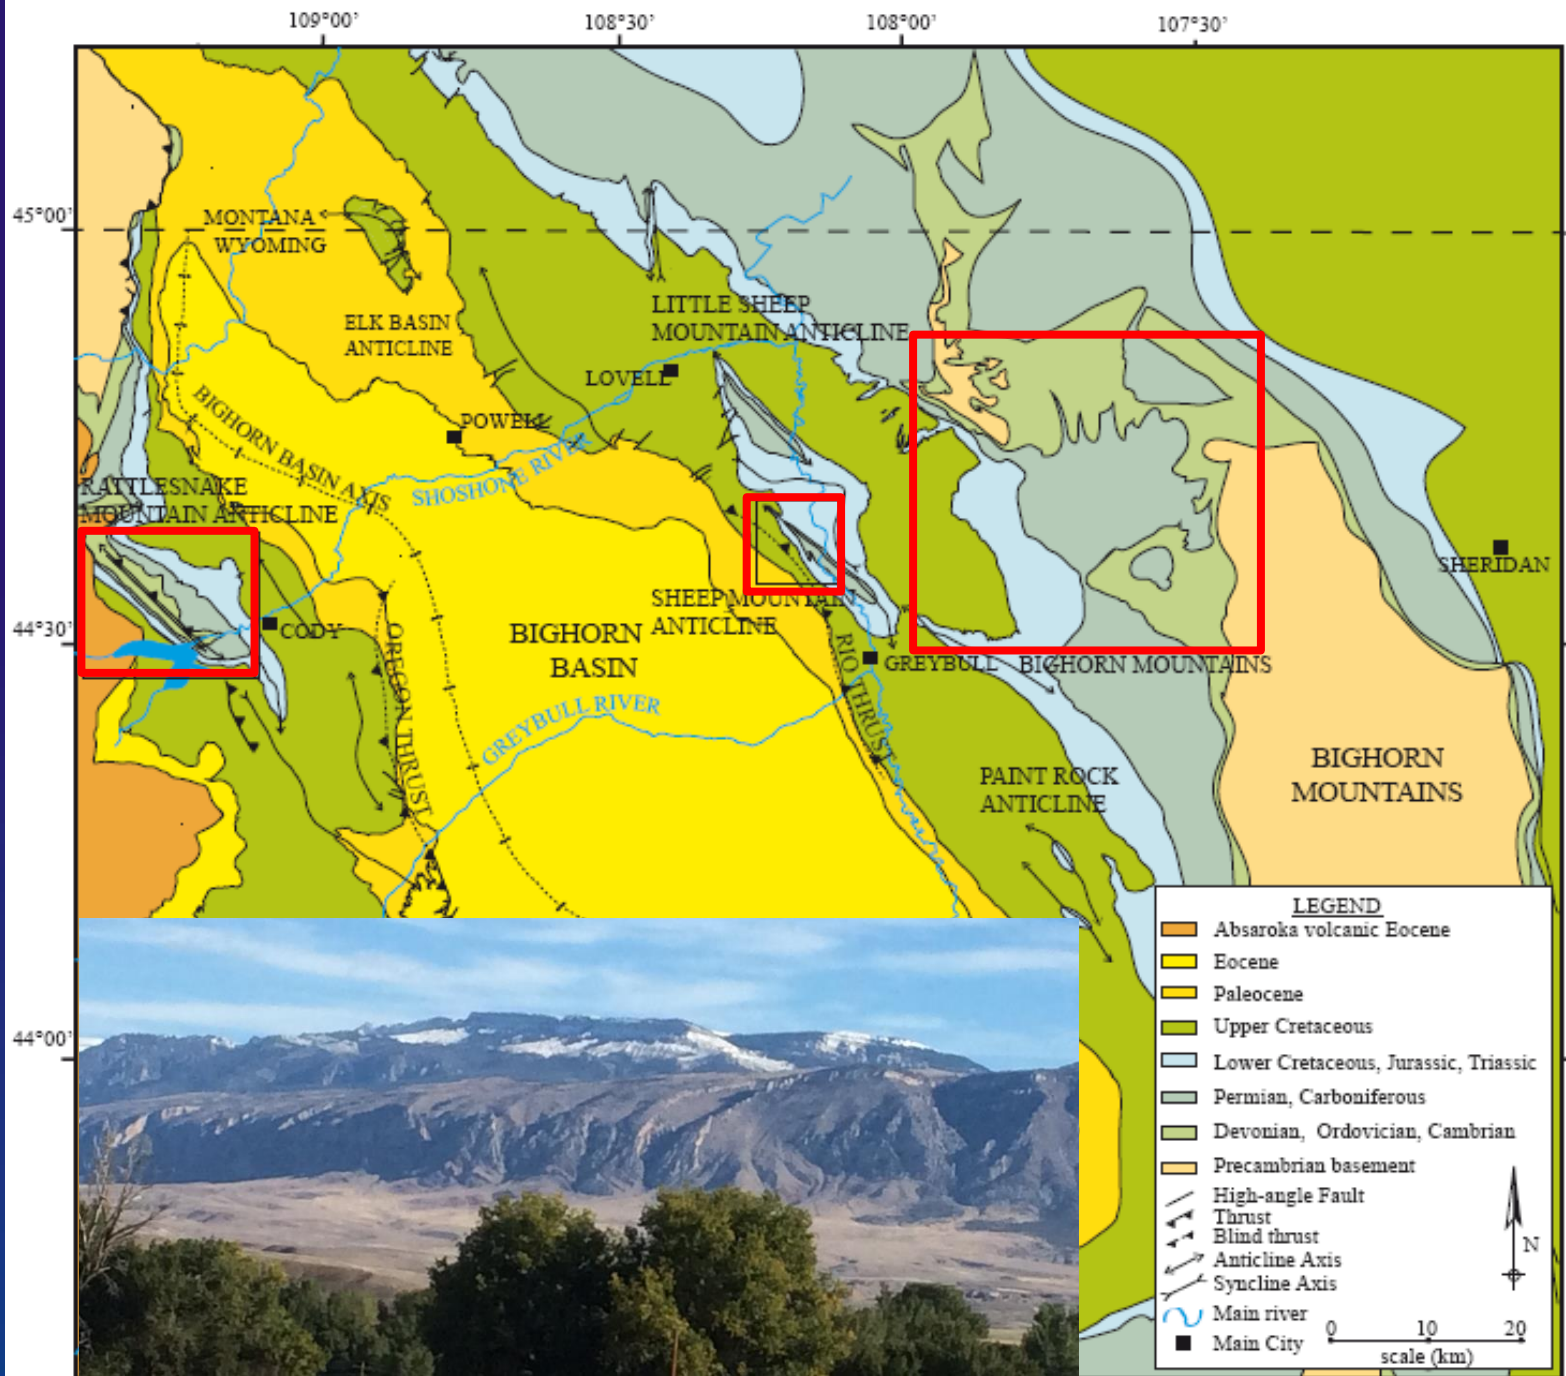 109°00'
108°30'
108°00'
107°30'
45°00'
MONTANA
WYOMING
ELK BASIN
ANTICLINE
LITTLE SHEEP
MOUNTAIN ANTICLINE
LOVELL
POWELL
BIGHORN BASIN AXIS
SHOSHONE RIVER
RATTLESNAKE
MOUNTAIN ANTICLINE
SHERIDAN
44°30'
CODY
SHEEP MOUNTAIN
ANTICLINE
BIGHORN
BASIN
OREGON THRUST
RIO THRUST
GREYBULL
BIGHORN MOUNTAINS
GREYBULL RIVER
PAINT ROCK
ANTICLINE
BIGHORN
MOUNTAINS
44°00'
LEGEND
Absaroka volcanic Eocene
Eocene
Paleocene
Upper Cretaceous
Lower Cretaceous, Jurassic, Triassic
Permian, Carboniferous
Devonian, Ordovician, Cambrian
Precambrian basement
High-angle Fault
Thrust
Blind thrust
Anticline Axis
Syncline Axis
Main river
Main City
N
0 10 20
scale (km)